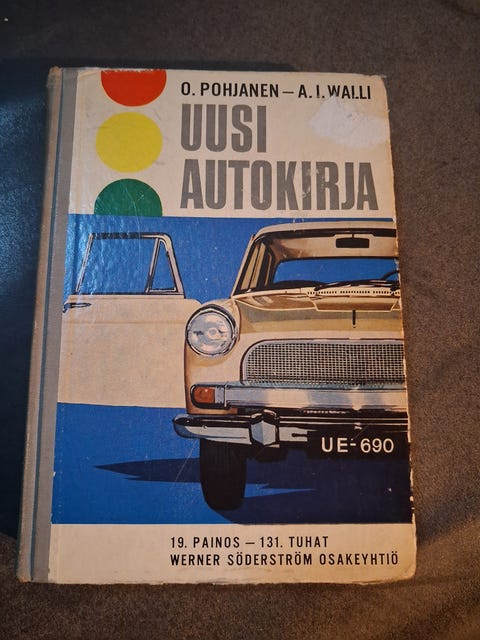 O. POHJANEN – A. I. WALLI
UUSI
AUTOKIRJA
UE-690
19. PAINOS – 131. TUHAT
WERNER SÖDERSTRÖM OSAKEYHTIÖ